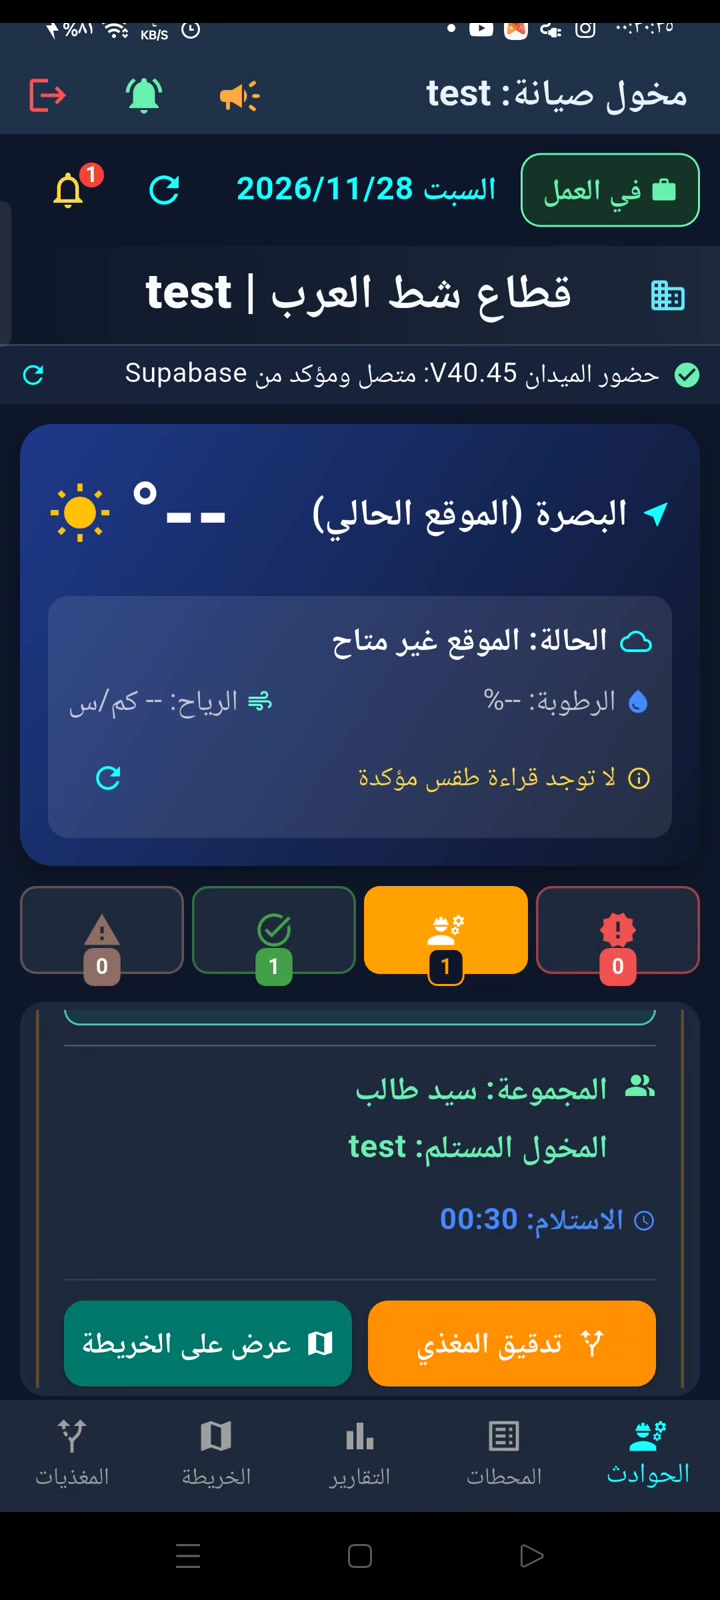 %٨١
KB/S
مخول صيانة: test
في العمل
السبت 2026/11/28
1
قطاع شط العرب | test
حضور الميدان V40.45: متصل ومؤكد من Supabase
البصرة (الموقع الحالي)
--°
الحالة: الموقع غير متاح
الرطوبة: --%
الرياح: -- كم/س
لا توجد قراءة طقس مؤكدة
0
1
1
0
المجموعة: سيد طالب
المخول المستلم: test
الاستلام: 00:30
تدقيق المغذي
عرض على الخريطة
الحوادث
المحطات
التقارير
الخريطة
المغذيات